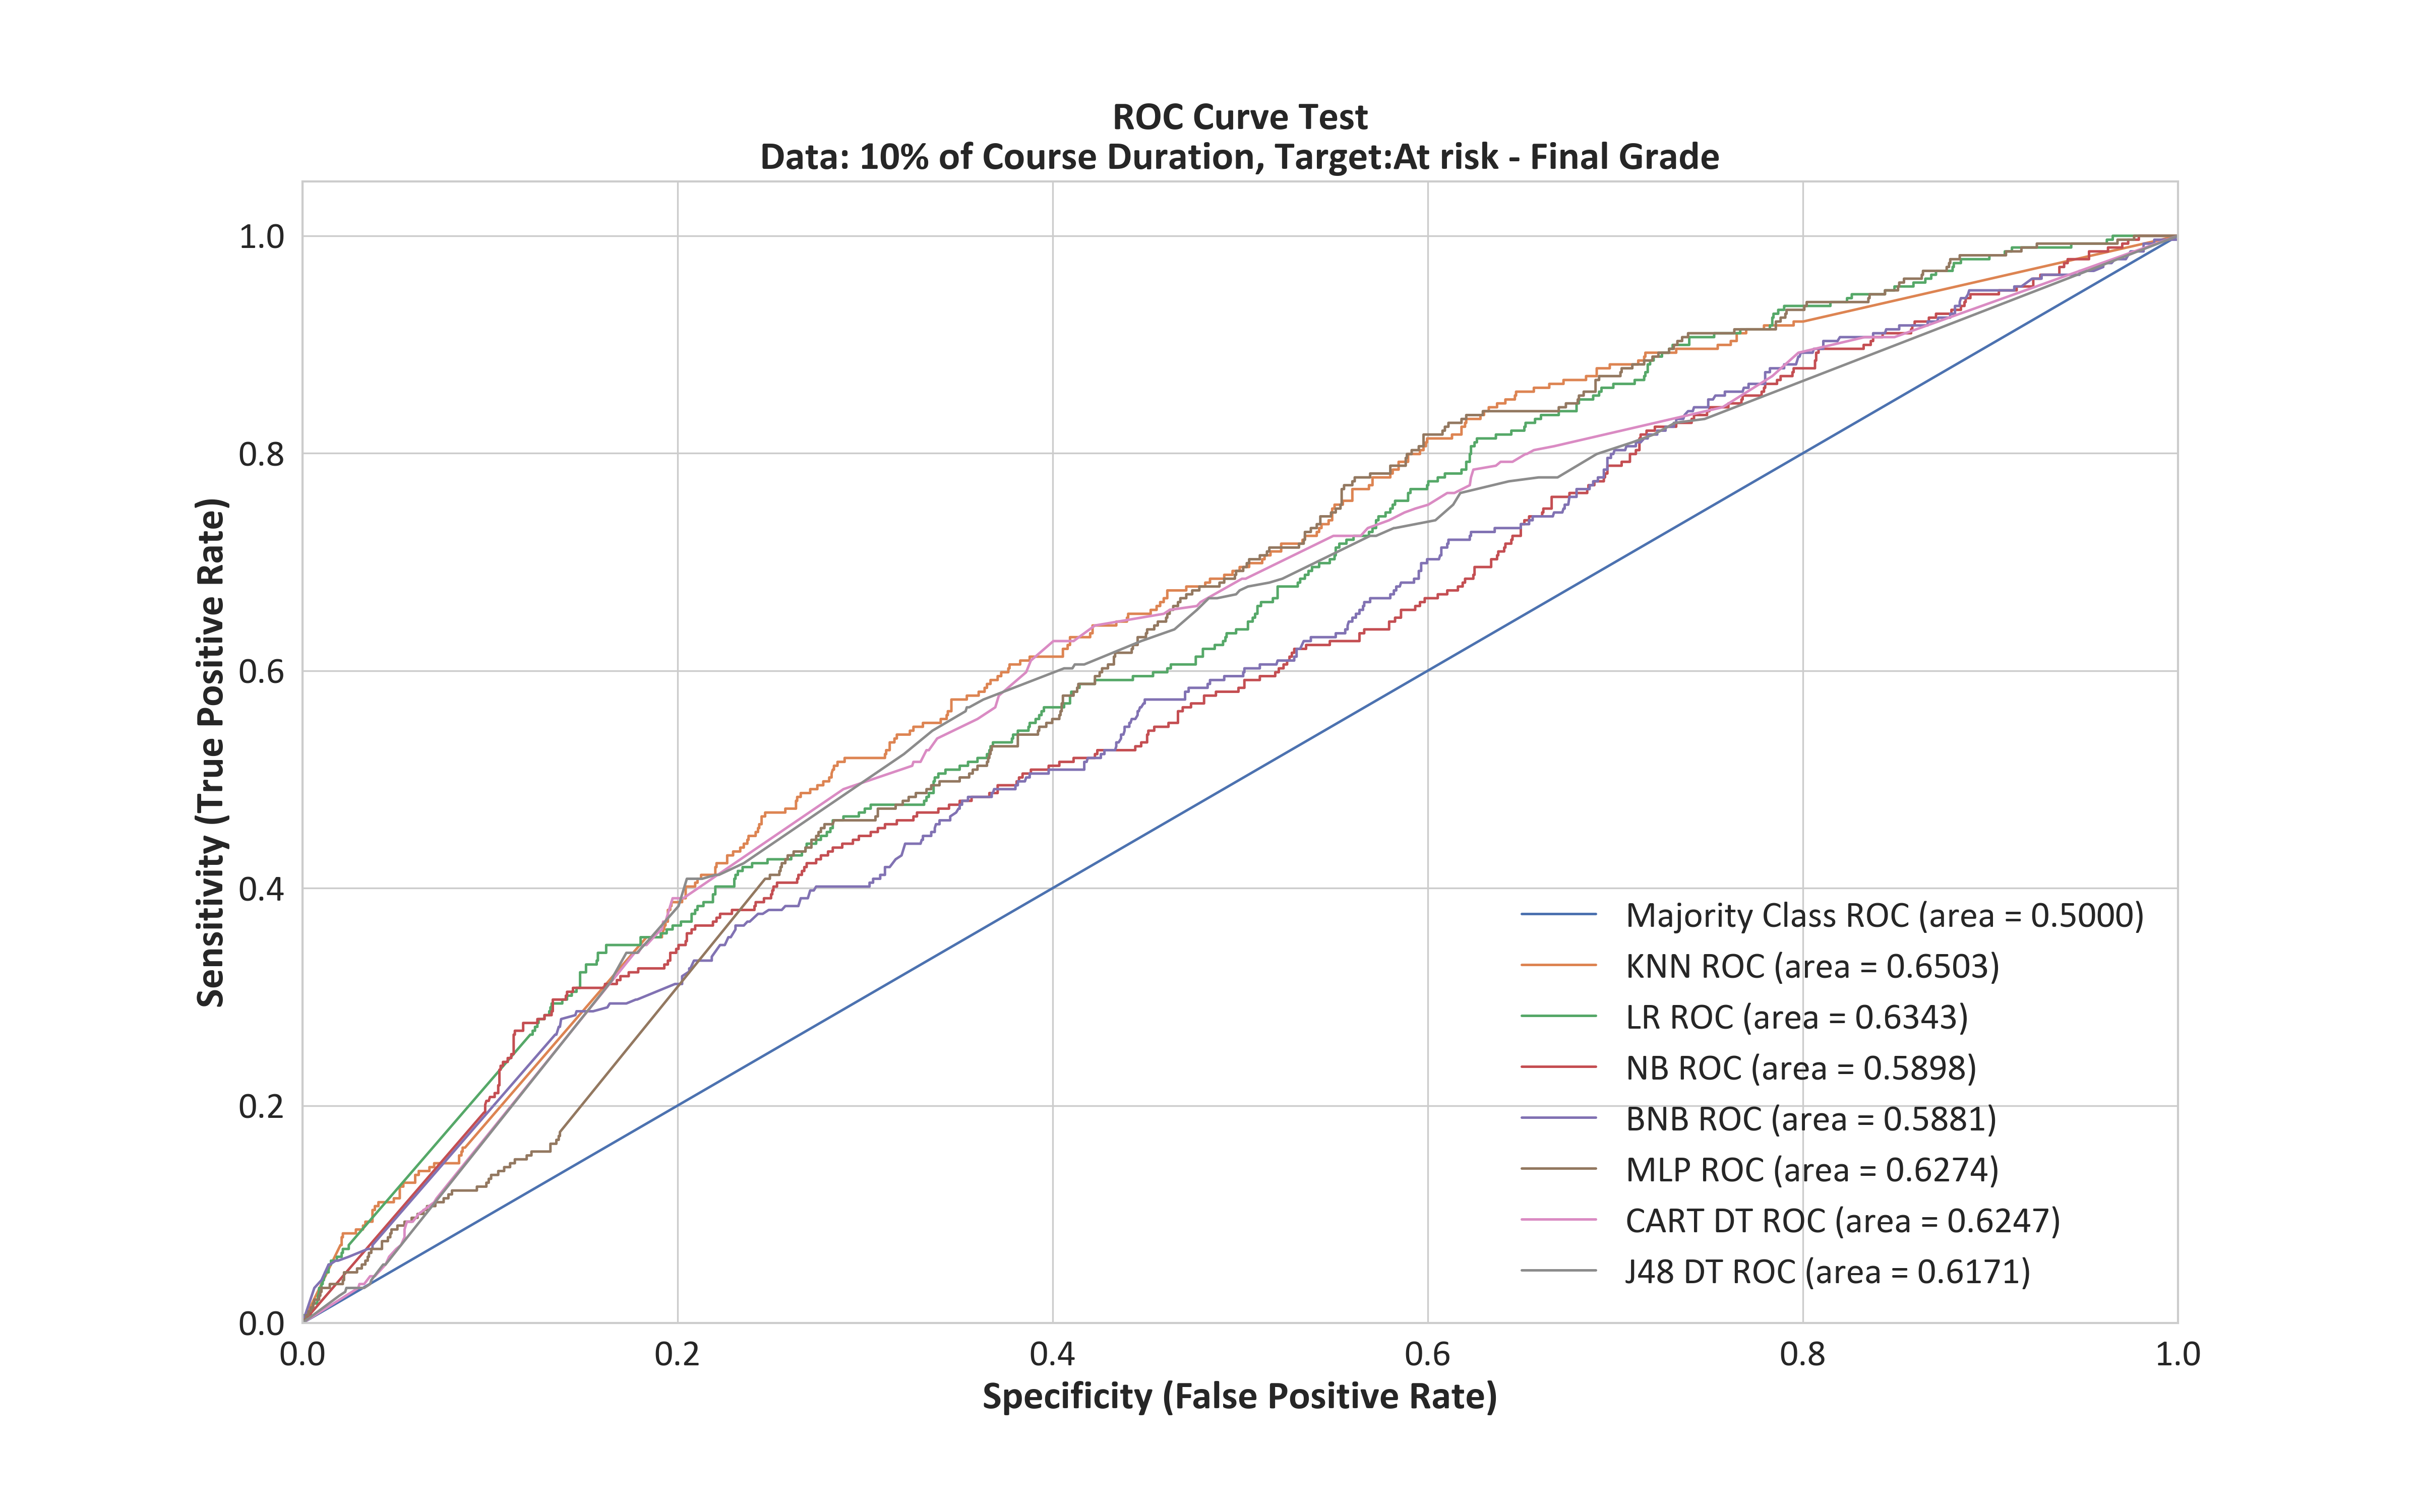 ROC Curve Test
Data: 10% of Course Duration, Target:At risk - Final Grade
Sensitivity (True Positive Rate)
1.0
0.8
0.6
0.4
0.2
0.0
Majority Class ROC (area = 0.5000)
KNN ROC (area = 0.6503)
LR ROC (area = 0.6343)
NB ROC (area = 0.5898)
BNB ROC (area = 0.5881)
MLP ROC (area = 0.6274)
CART DT ROC (area = 0.6247)
J48 DT ROC (area = 0.6171)
0.0 0.2 0.4 0.6 0.8 1.0
Specificity (False Positive Rate)